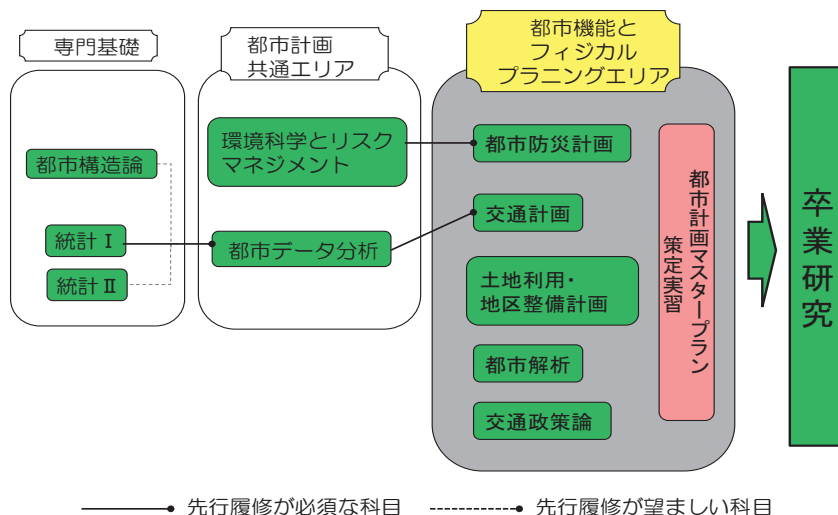 専門基礎
都市構造論
統計Ⅰ
統計Ⅱ
都市計画
共通エリア
環境科学とリスク
マネジメント
都市データ分析
都市機能と
フィジカル
プラニングエリア
都市防災計画
交通計画
土地利用・
地区整備計画
都市解析
交通政策論
都市計画マスタープラン
策定実習
卒業研究
先行履修が必須な科目
先行履修が望ましい科目